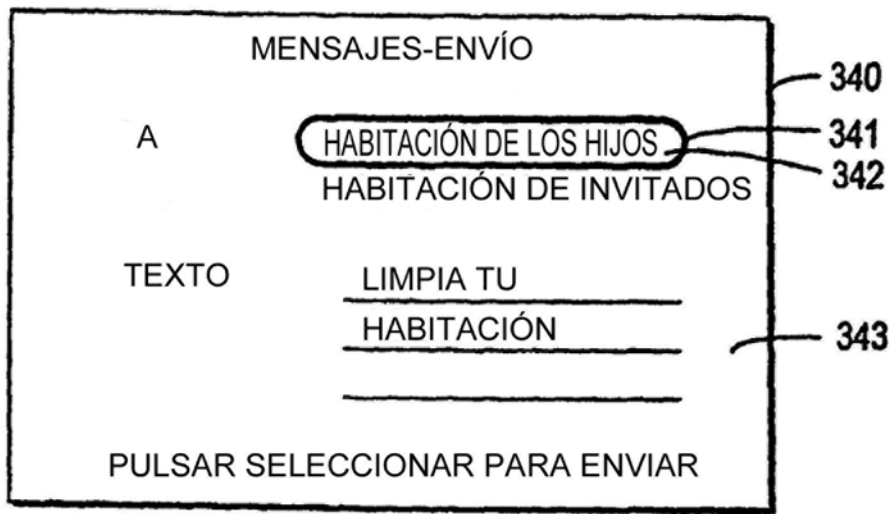 MENSAJES-ENVÍO
340
A HABITACIÓN DE LOS HIJOS 341
342
HABITACIÓN DE INVITADOS
TEXTO LIMPIA TU
HABITACIÓN 343
PULSAR SELECCIONAR PARA ENVIAR